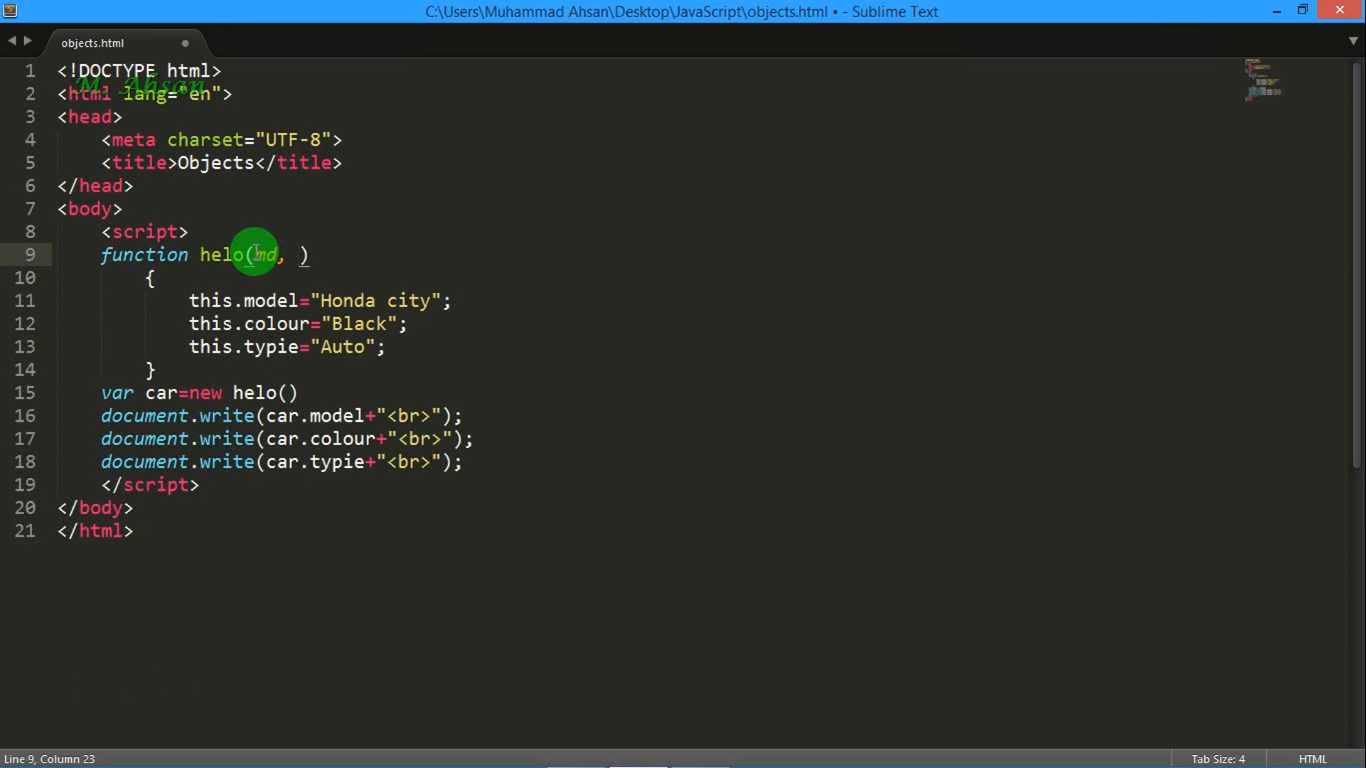 C:\Users\Muhammad Ahsan\Desktop\JavaScript\objects.html • - Sublime Text
objects.html
M. Ahsan
1 <!DOCTYPE html>
2 <html lang="en">
3 <head>
4 <meta charset="UTF-8">
5 <title>Objects</title>
6 </head>
7 <body>
8 <script>
9 function helo(md, )
10 {
11 this.model="Honda city";
12 this.colour="Black";
13 this.typie="Auto";
14 }
15 var car=new helo()
16 document.write(car.model+"<br>");
17 document.write(car.colour+"<br>");
18 document.write(car.typie+"<br>");
19 </script>
20 </body>
21 </html>
Line 9, Column 23
Tab Size: 4
HTML